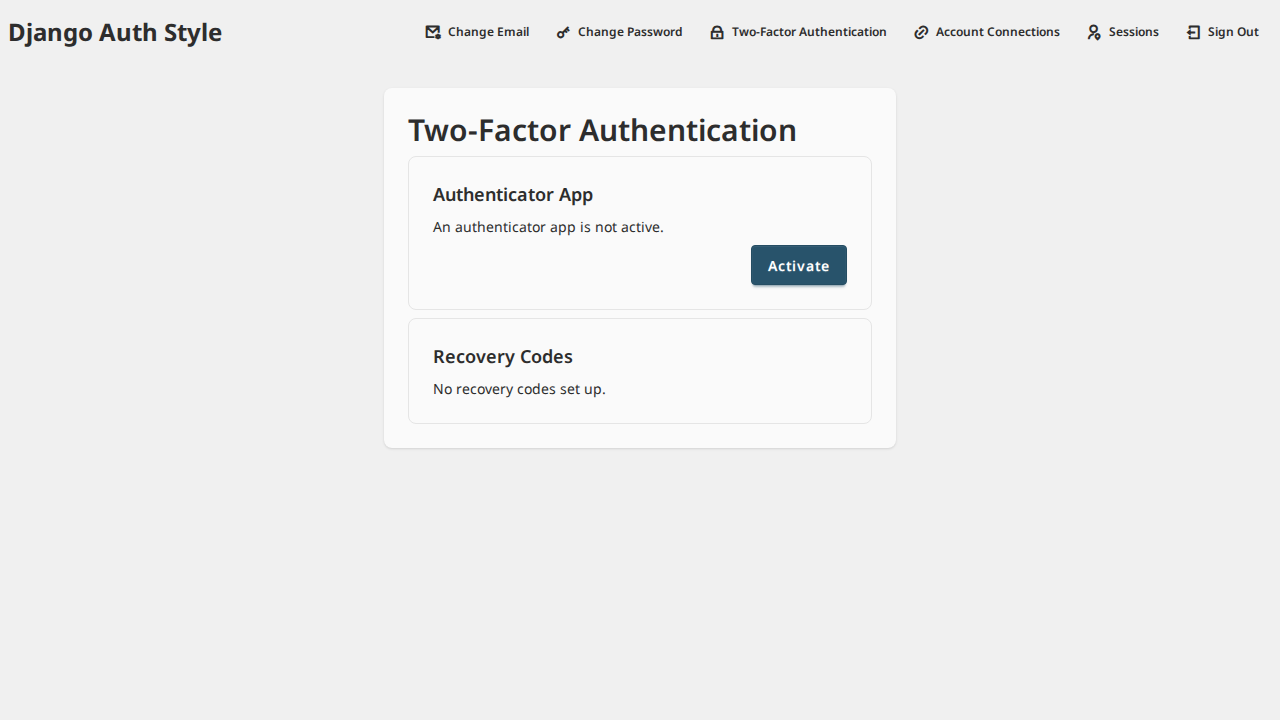 Django Auth Style
Change Email
Change Password
Two-Factor Authentication
Account Connections
Sessions
Sign Out
Two-Factor Authentication
Authenticator App
An authenticator app is not active.
Activate
Recovery Codes
No recovery codes set up.